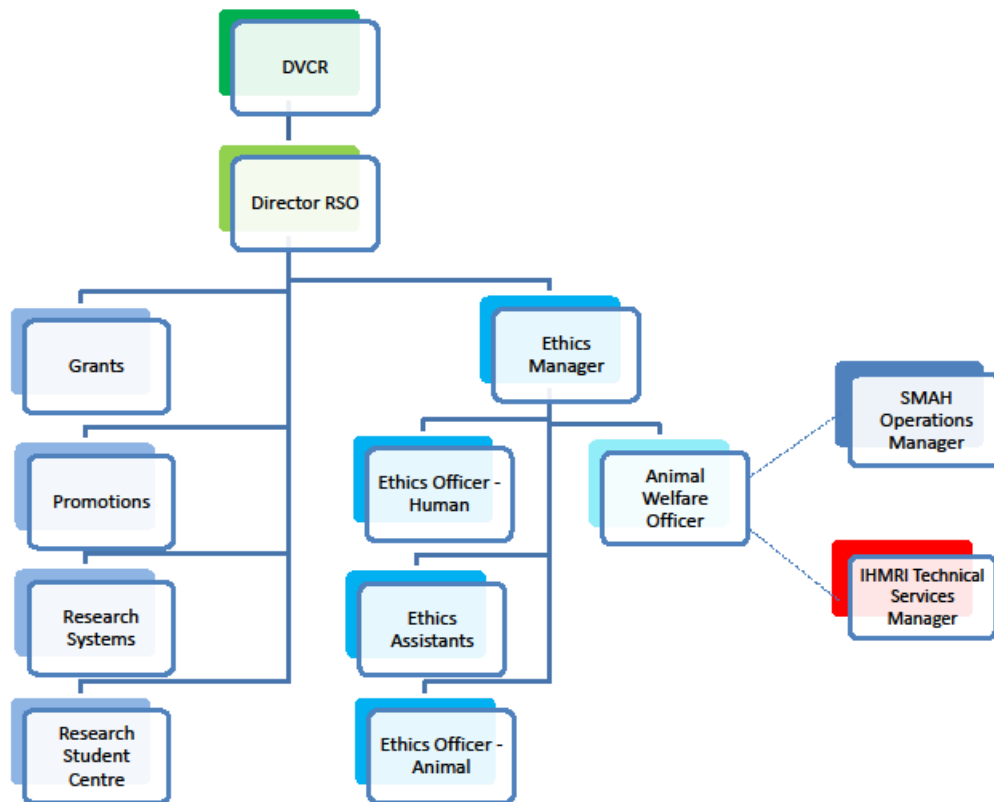 DVCR
Director RSO
Grants
Promotions
Research
Systems
Research
Student
Centre
Ethics
Manager
Ethics Officer -
Human
Ethics
Assistants
Ethics Officer -
Animal
Animal
Welfare
Officer
SMAH
Operations
Manager
IHMRI Technical
Services
Manager